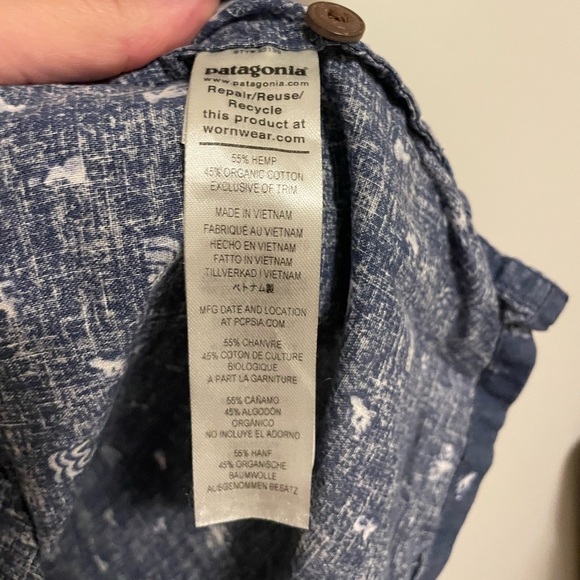 patagonia
www.patagonia.com
Repair/Reuse/
Recycle
this product at
wornwear.com
55% HEMP
45% ORGANIC COTTON
EXCLUSIVE OF TRIM
MADE IN VIETNAM
FABRIQUÉ AU VIETNAM
HECHO EN VIETNAM
FATTO IN VIETNAM
TILLVERKAD I VIETNAM
ベトナム製
MFG DATE AND LOCATION
AT PCPSIA.COM
55% CHANVRE
45% COTON DE CULTURE
BIOLOGIQUE
À PART LA GARNITURE
55% CAÑAMO
45% ALGODÓN
ORGÁNICO
NO INCLUYE EL ADORNO
55% HANF
45% ORGANISCHE
BAUMWOLLE
AUSGENOMMEN BESATZ